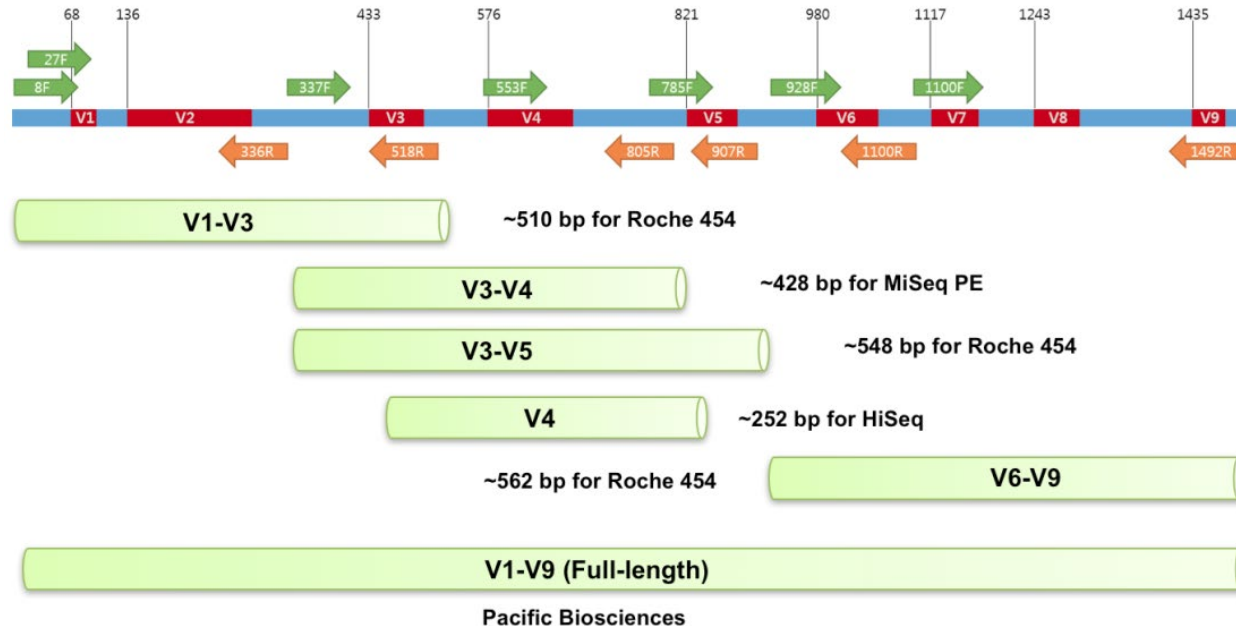 68 136 433 576 821 980 1117 1243 1435
27F
8F 337F 553F 785F 928F 1100F
V1 V2 V3 V4 V5 V6 V7 V8 V9
336R 518R 805R 907R 1100R 1492R
V1-V3 ~510 bp for Roche 454
V3-V4 ~428 bp for MiSeq PE
V3-V5 ~548 bp for Roche 454
V4 ~252 bp for HiSeq
~562 bp for Roche 454 V6-V9
V1-V9 (Full-length)
Pacific Biosciences